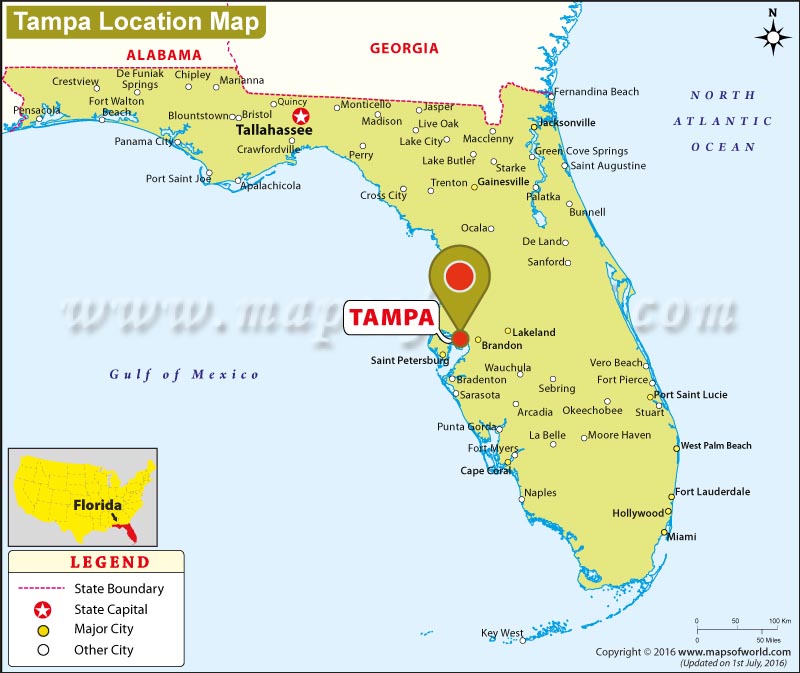 Tampa Location Map
N
ALABAMA
GEORGIA
De Funiak
Springs
Chipley
Marianna
Crestview
Pensacola
Fort Walton
Beach
Blountstown
Bristol
Quincy
Tallahassee
Monticello
Madison
Jasper
Live Oak
Lake City
Macclenny
Fernandina Beach
Jacksonville
NORTH
ATLANTIC
OCEAN
Panama City
Crawfordville
Perry
Lake Butler
Starke
Green Cove Springs
Saint Augustine
Port Saint Joe
Apalachicola
Cross City
Trenton
Gainesville
Palatka
Bunnell
Ocala
De Land
Sanford
TAMPA
Lakeland
Brandon
Saint Petersburg
Wauchula
Vero Beach
Gulf of Mexico
Bradenton
Sebring
Fort Pierce
Sarasota
Port Saint Lucie
Arcadia
Okeechobee
Stuart
Punta Gorda
La Belle
Moore Haven
Fort Myers
West Palm Beach
Cape Coral
Naples
Fort Lauderdale
Hollywood
Miami
Key West
Florida
LEGEND
State Boundary
State Capital
Major City
Other City
0 50 100 Km
0 50 Miles
Copyright © 2016 www.mapsofworld.com
(Updated on 1st July, 2016)